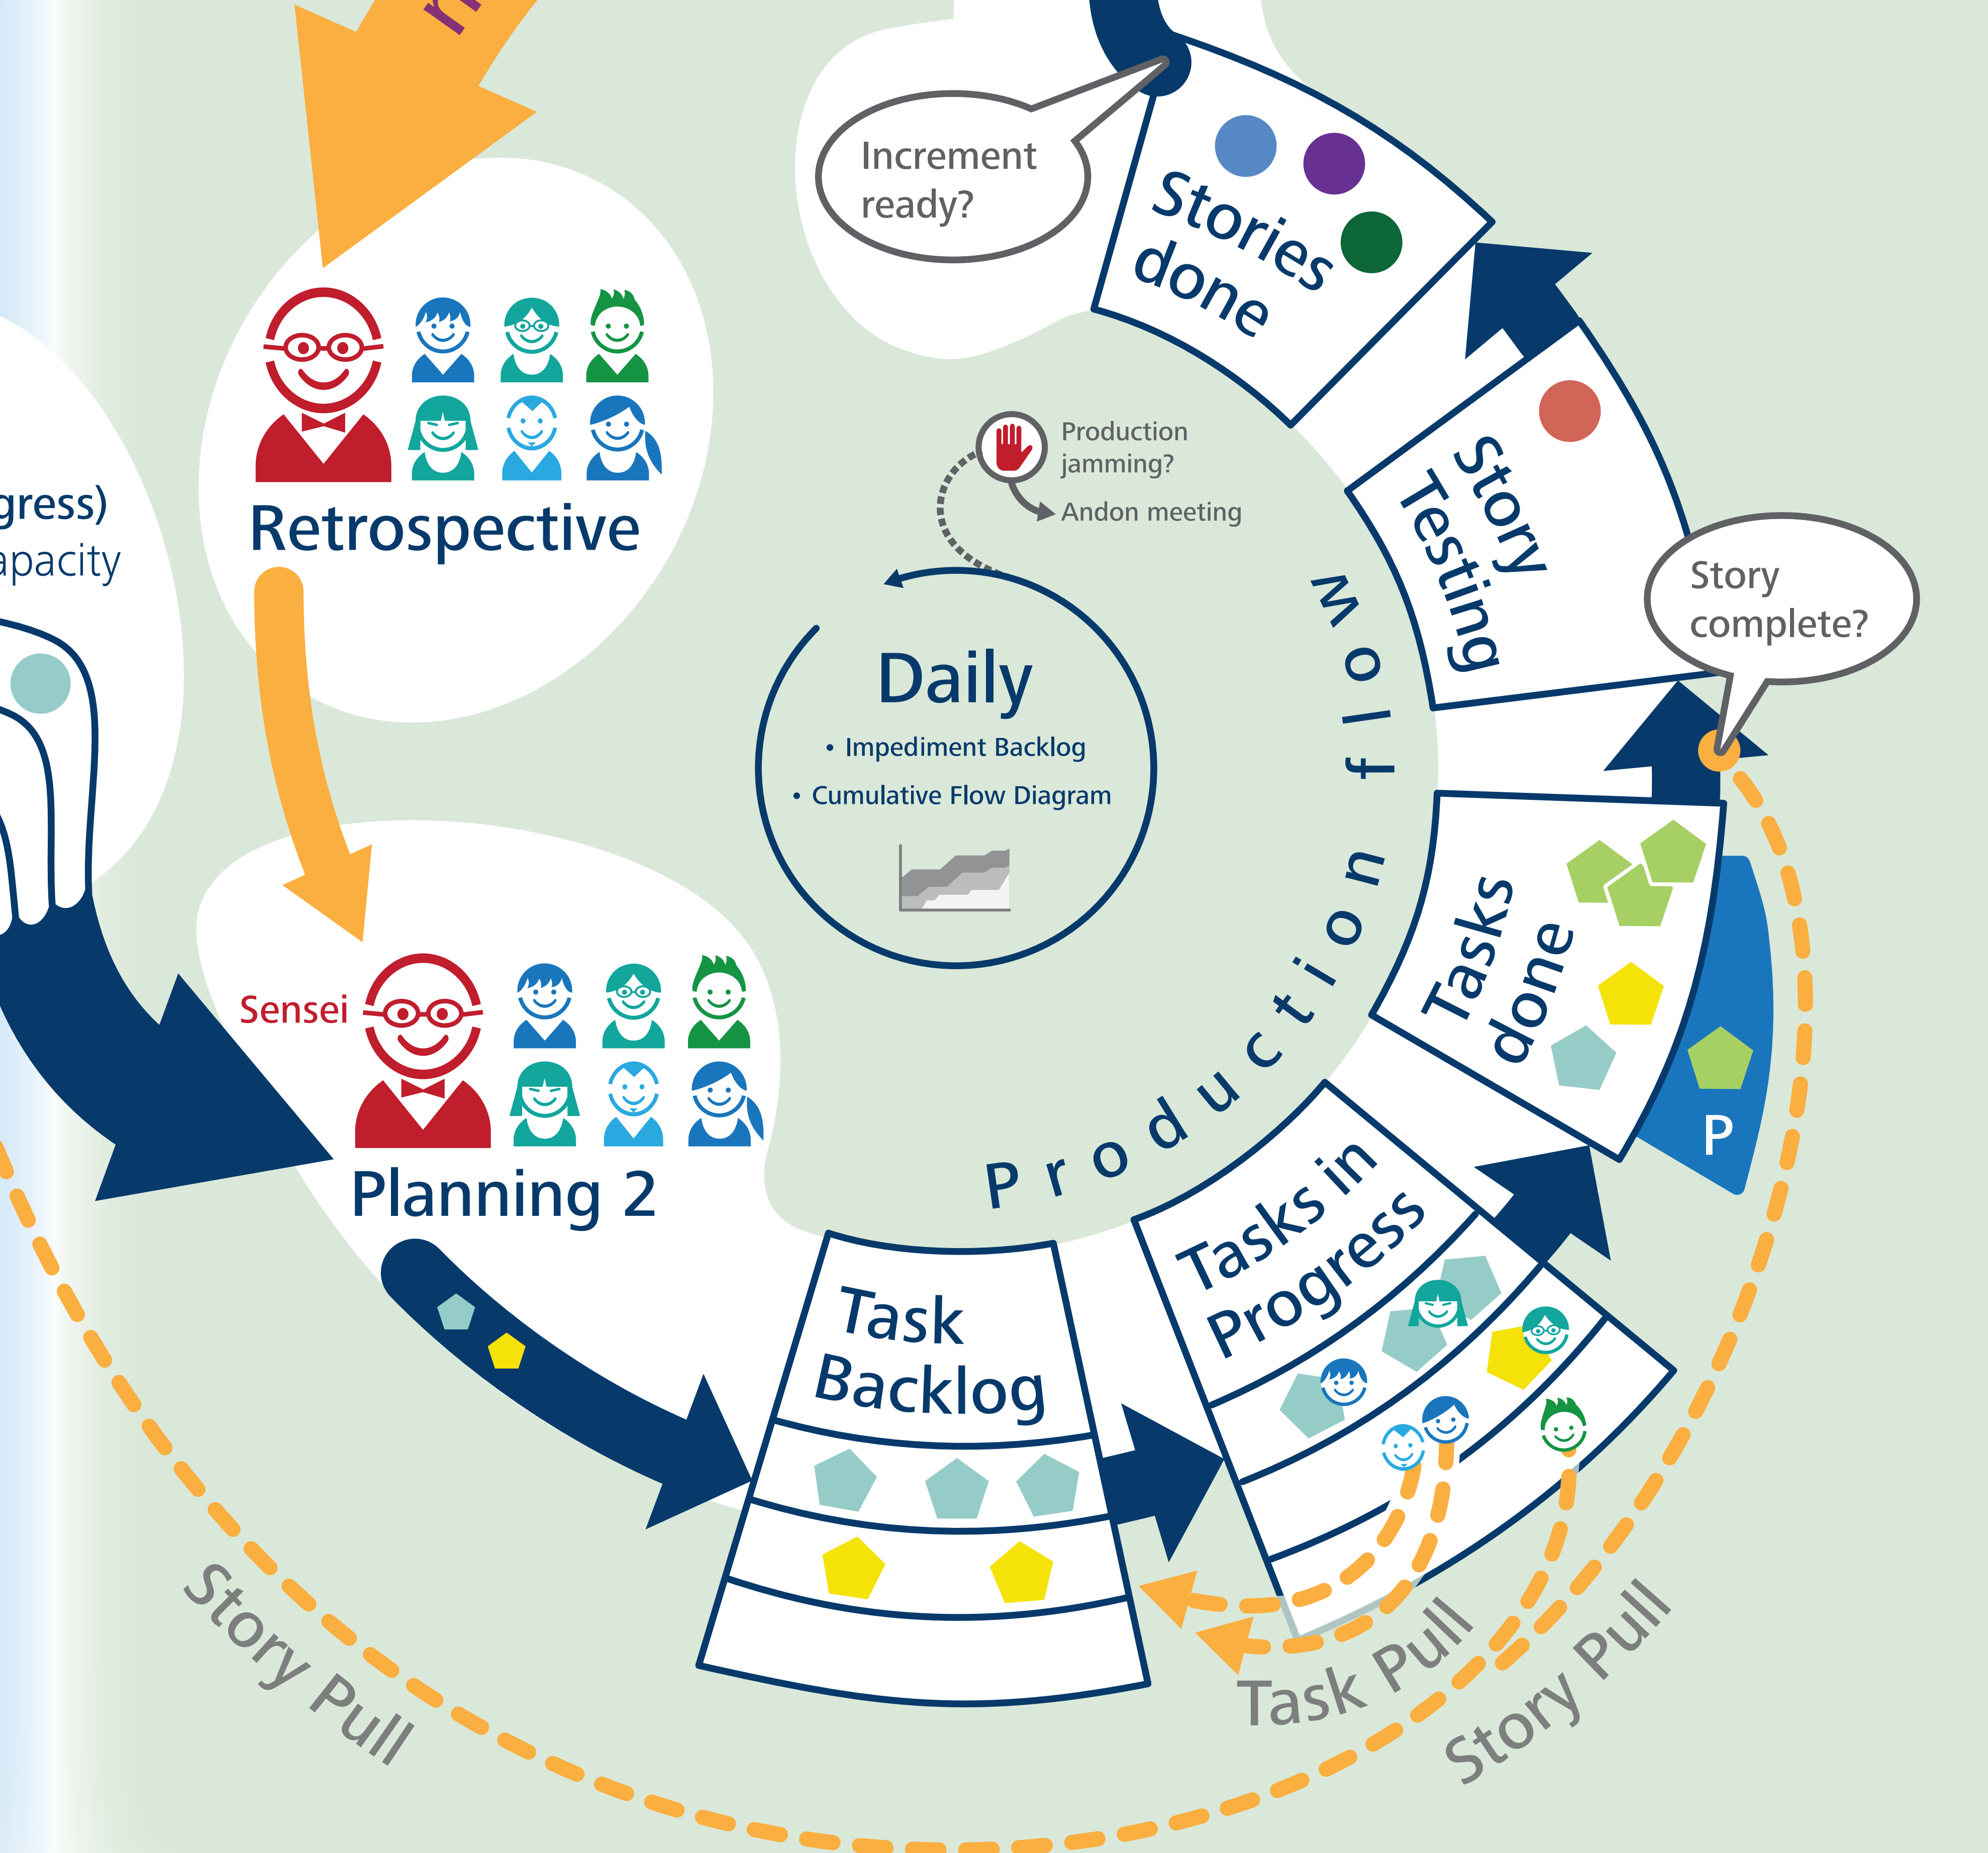 Increment
ready?
Stories
done
Retrospective
Production
jamming?
Andon meeting
Story
Testing
Story
complete?
gress)
apacity
Daily
• Impediment Backlog
• Cumulative Flow Diagram
Production flow
Tasks
done
P
Sensei
Planning 2
Tasks in
Progress
Task
Backlog
Story Pull
Task Pull
Story Pull